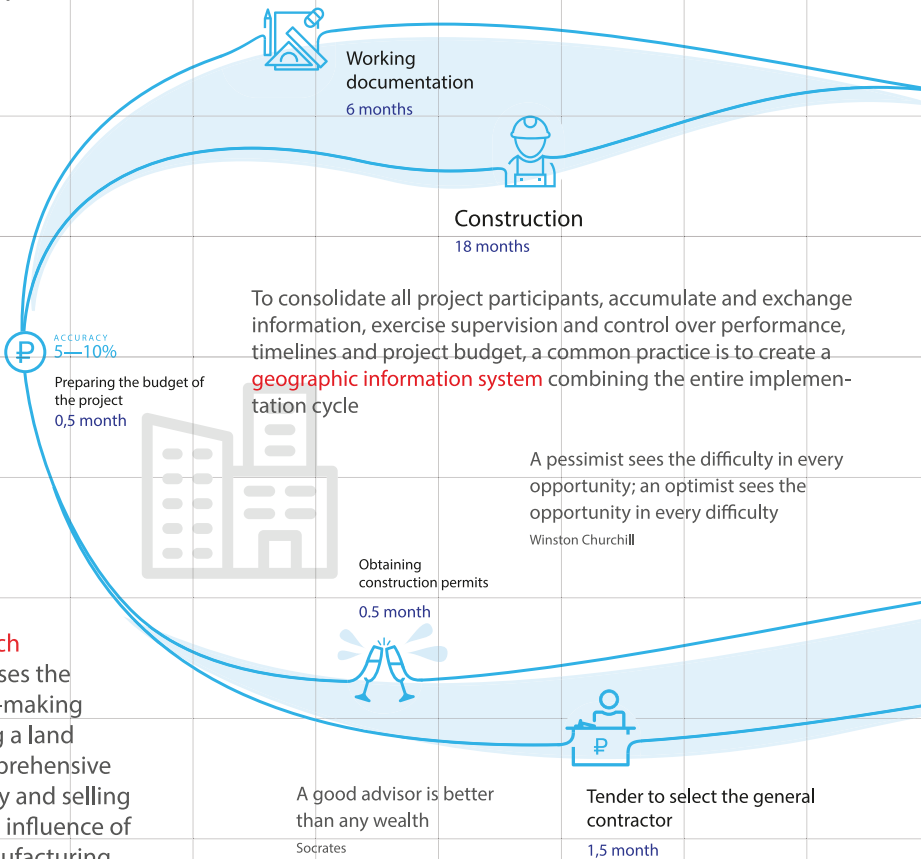 Working
documentation
6 months
Construction
18 months
To consolidate all project participants, accumulate and exchange
information, exercise supervision and control over performance,
timelines and project budget, a common practice is to create a
geographic information system combining the entire implemen-
tation cycle
₽
ACCURACY
5—10%
Preparing the budget of
the project
0,5 month
A pessimist sees the difficulty in every
opportunity; an optimist sees the
opportunity in every difficulty
Winston Churchill
Obtaining
construction permits
0.5 month
₽
Tender to select the general
contractor
1,5 month
A good advisor is better
than any wealth
Socrates
the
-making
a land
y and selling
influence of